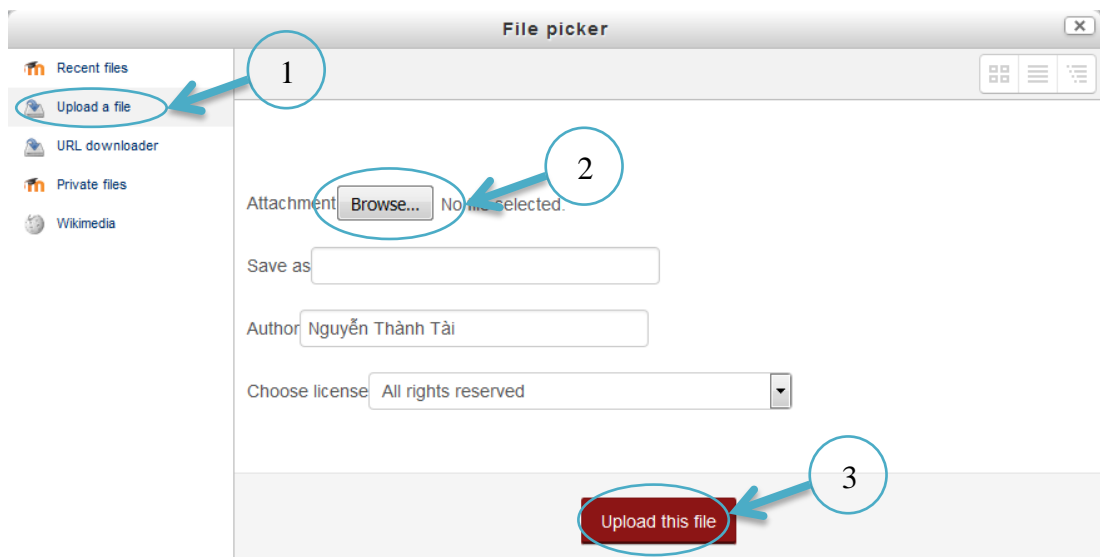 File picker
Recent files
Upload a file
URL downloader
Private files
Wikimedia
1
2
Attachment Browse... No file selected.
Save as
Author Nguyễn Thành Tài
Choose license All rights reserved
3
Upload this file